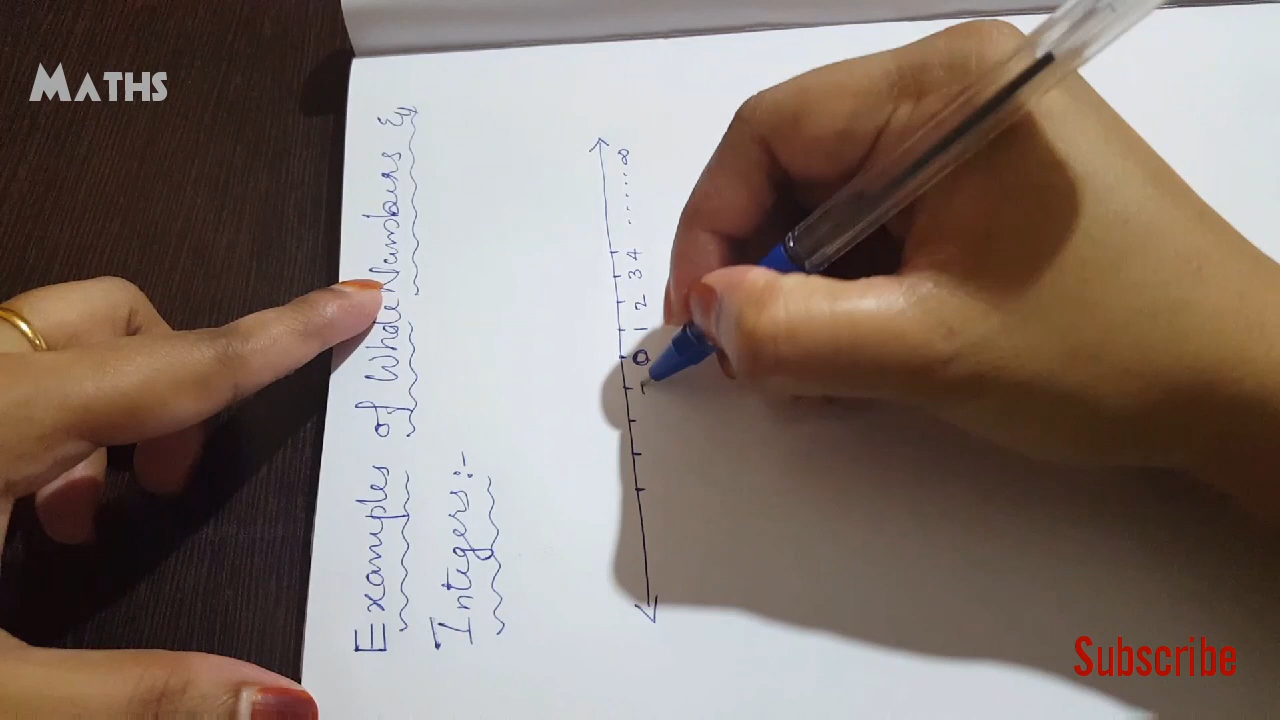 MATHS
Examples of Whole Numbers &
Integers:-
0 1 2 3 4 ......∞
Subscribe